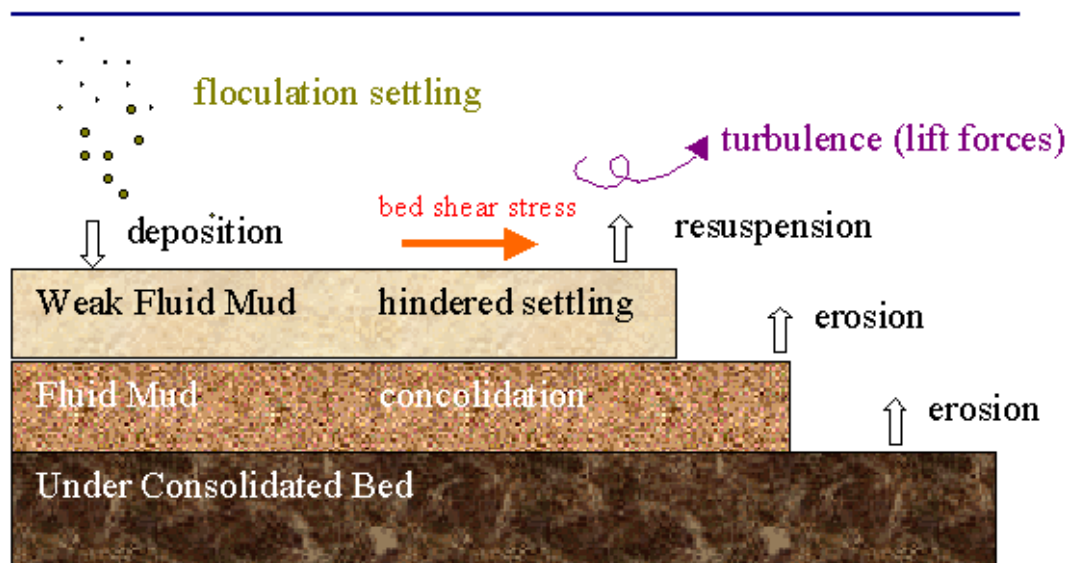 floculation settling
turbulence (lift forces)
bed shear stress
deposition
resuspension
Weak Fluid Mud hindered settling
erosion
Fluid Mud concolidation
erosion
Under Consolidated Bed